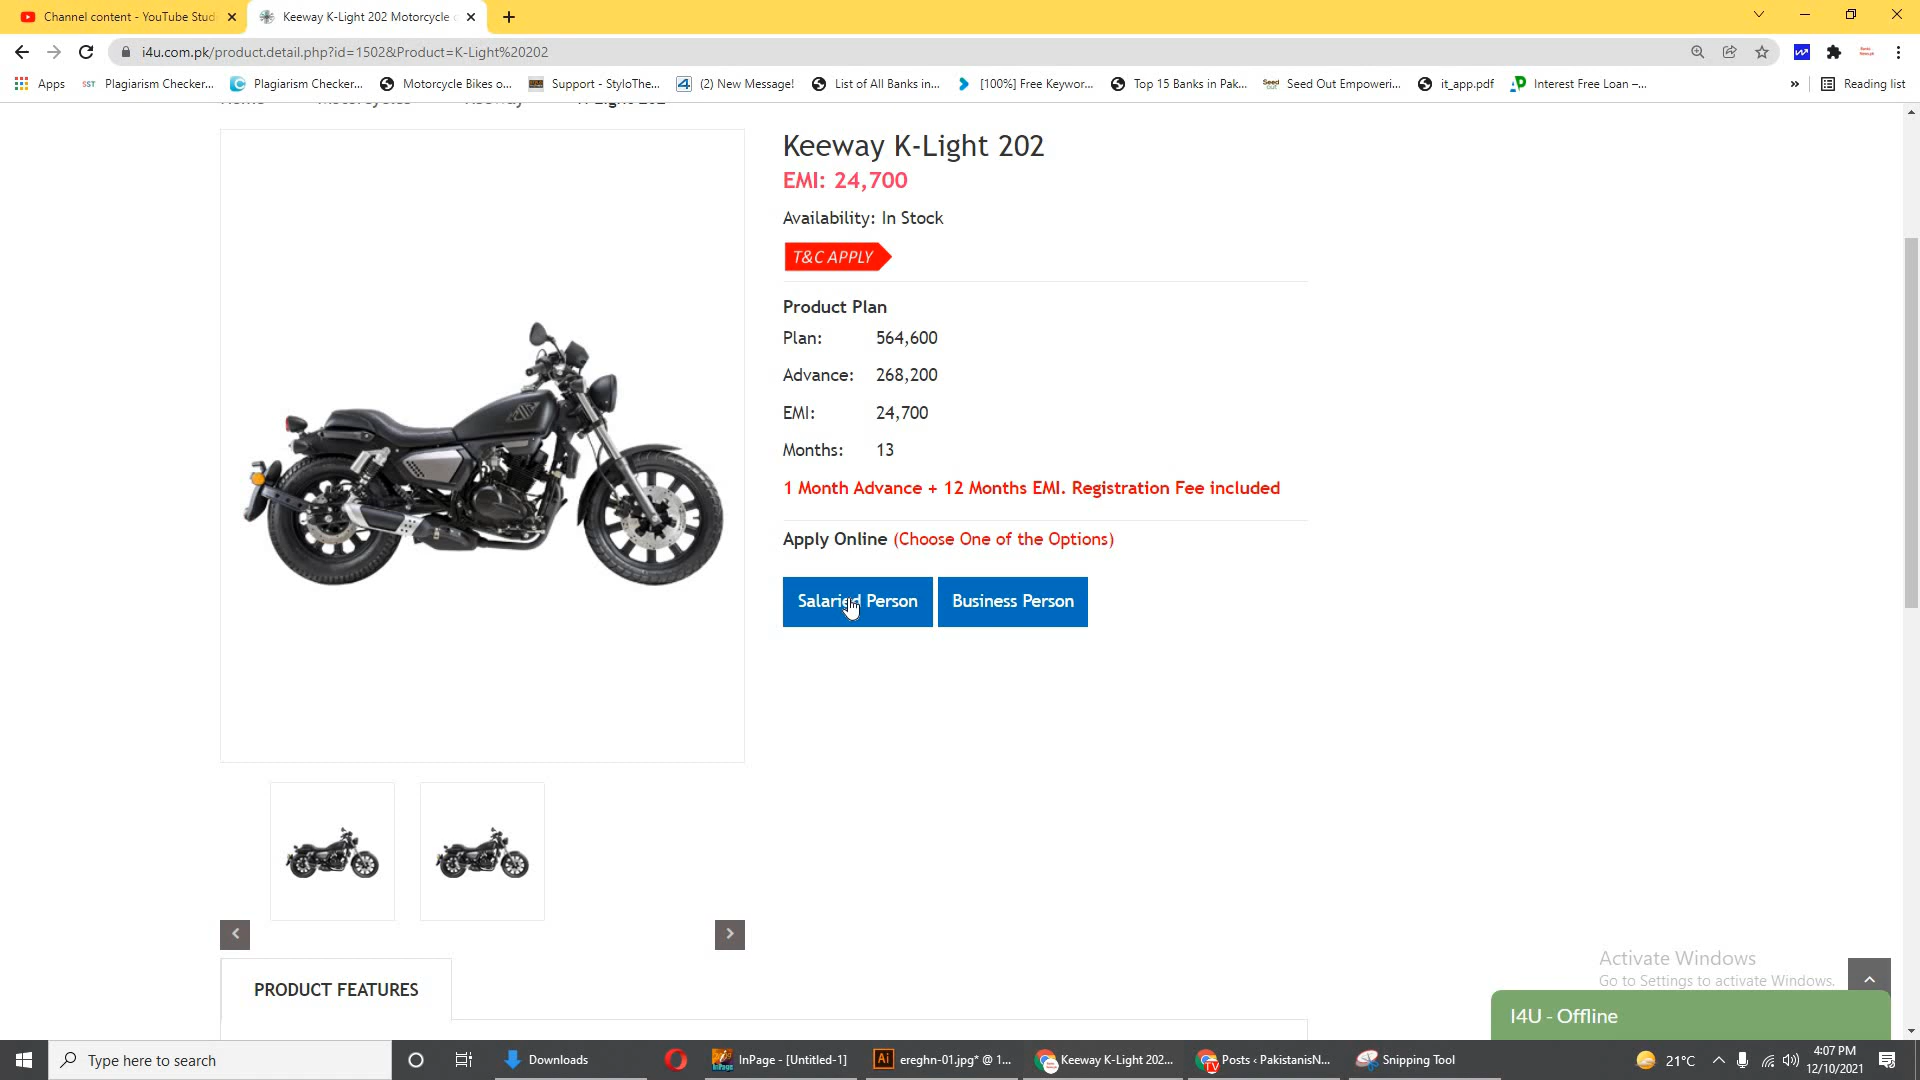 Channel content - YouTube Stud
Keeway K-Light 202 Motorcycle
i4u.com.pk/product.detail.php?id=1502&Product=K-Light%20202
Apps
SST Plagiarism Checker...
Plagiarism Checker...
Motorcycle Bikes o...
Support - StyloThe...
(2) New Message!
List of All Banks in...
[100%] Free Keywor...
Top 15 Banks in Pak...
Seed Out Empoweri...
it_app.pdf
Interest Free Loan –...
»
Reading list
Keeway K-Light 202
EMI: 24,700
Availability: In Stock
T&C APPLY
Product Plan
Plan: 564,600
Advance: 268,200
EMI: 24,700
Months: 13
1 Month Advance + 12 Months EMI. Registration Fee included
Apply Online (Choose One of the Options)
Salaried Person
Business Person
PRODUCT FEATURES
Activate Windows
Go to Settings to activate Windows.
I4U - Offline
Type here to search
Downloads
InPage - [Untitled-1]
Ai ereghn-01.jpg* @ 1...
Keeway K-Light 202...
Posts ‹ PakistanisN...
Snipping Tool
21°C
4:07 PM
12/10/2021